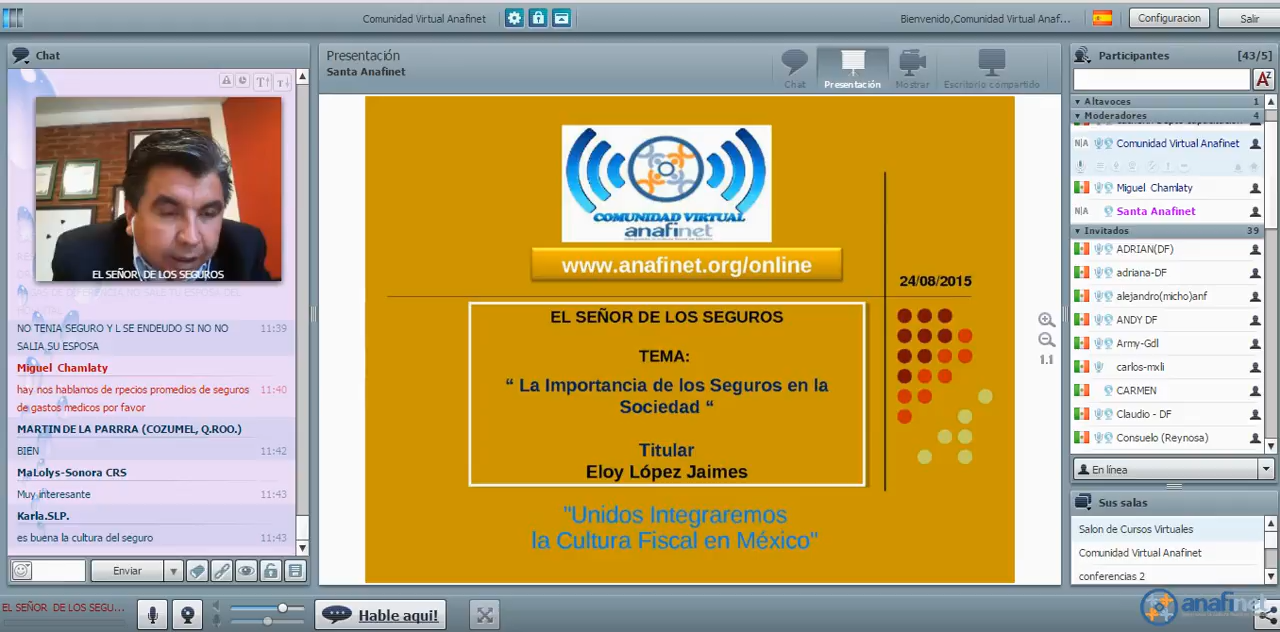 Comunidad Virtual Anafinet
Bienvenido,Comunidad Virtual Anaf...
Configuracion
Salir
Chat
EL SEÑOR DE LOS SEGUROS
NO TENIA SEGURO Y L SE ENDEUDO SI NO NO
SALIA SU ESPOSA
11:39
Miguel Chamlaty
hay nos hablamos de rpecios promedios de seguros
de gastos medicos por favor
11:40
MARTIN DE LA PARRRA (COZUMEL, Q.ROO.)
BIEN
11:42
MaLolys-Sonora CRS
Muy interesante
11:43
Karla.SLP.
es buena la cultura del seguro
11:43
Enviar
Presentación
Santa Anafinet
Chat
Presentación
Mostrar
Escritorio compartido
COMUNIDAD VIRTUAL
anafinet
www.anafinet.org/online
24/08/2015
EL SEÑOR DE LOS SEGUROS
TEMA:
“ La Importancia de los Seguros en la
Sociedad “
Titular
Eloy López Jaimes
"Unidos Integraremos
la Cultura Fiscal en México"
1.1
Participantes
[43/5]
Altavoces 1
Moderadores 4
N/A Comunidad Virtual Anafinet
Miguel Chamlaty
N/A Santa Anafinet
Invitados 39
ADRIAN(DF)
adriana-DF
alejandro(micho)anf
ANDY DF
Army-Gdl
carlos-mxli
CARMEN
Claudio - DF
Consuelo (Reynosa)
En línea
Sus salas
Salon de Cursos Virtuales
Comunidad Virtual Anafinet
conferencias 2
EL SEÑOR DE LOS SEGU...
Hable aqui!
anafinet